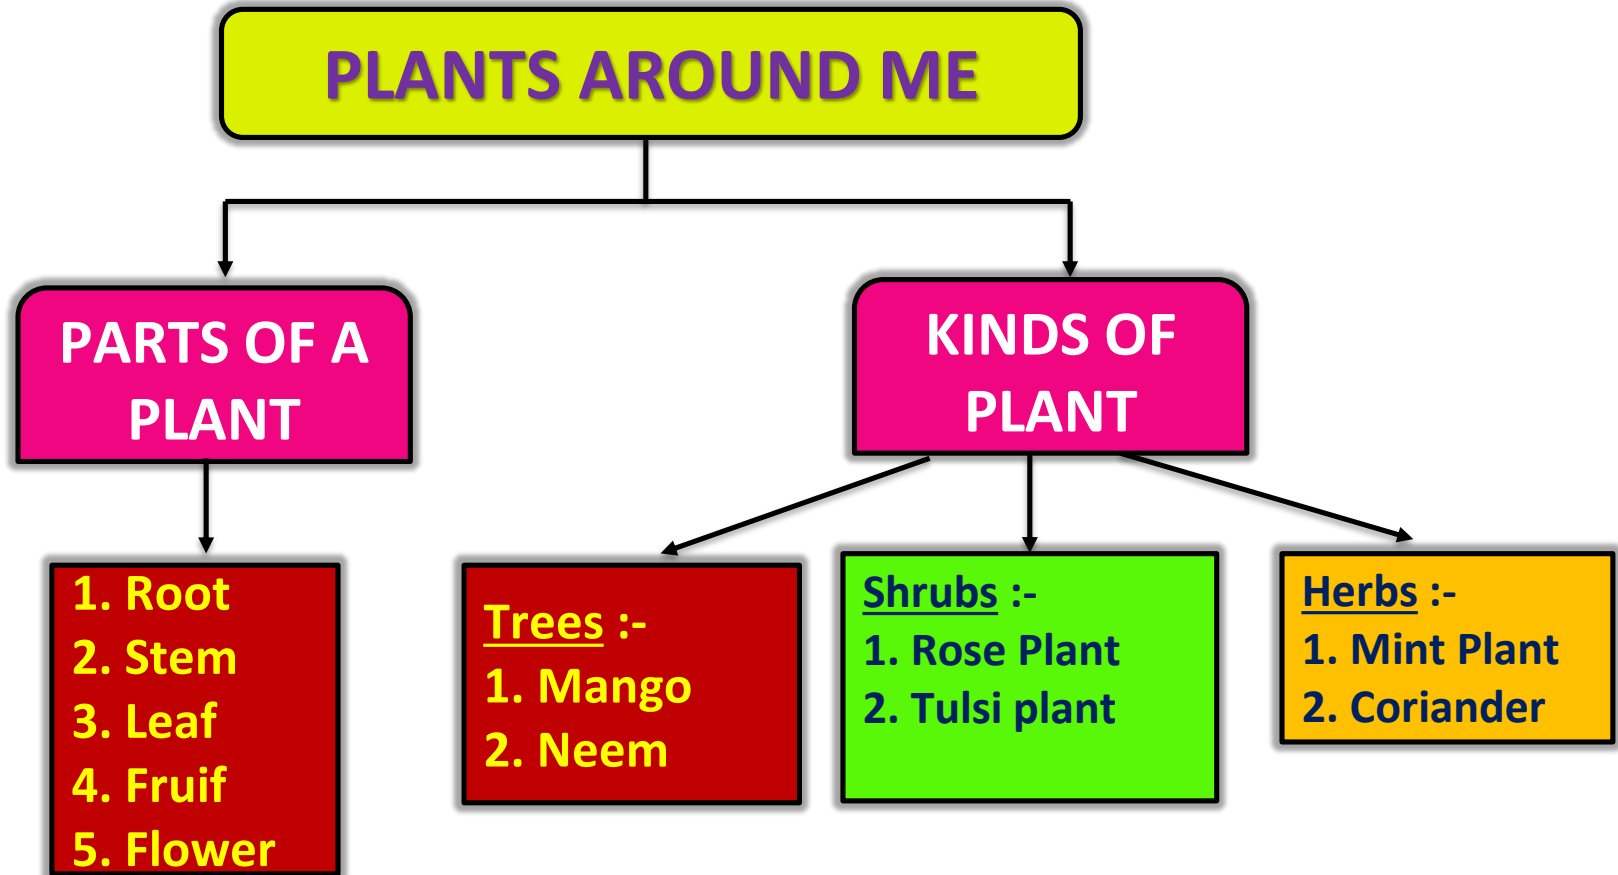 PLANTS AROUND ME
PARTS OF A
PLANT
KINDS OF
PLANT
1. Root
2. Stem
3. Leaf
4. Fruif
5. Flower
Trees :-
1. Mango
2. Neem
Shrubs :-
1. Rose Plant
2. Tulsi plant
Herbs :-
1. Mint Plant
2. Coriander